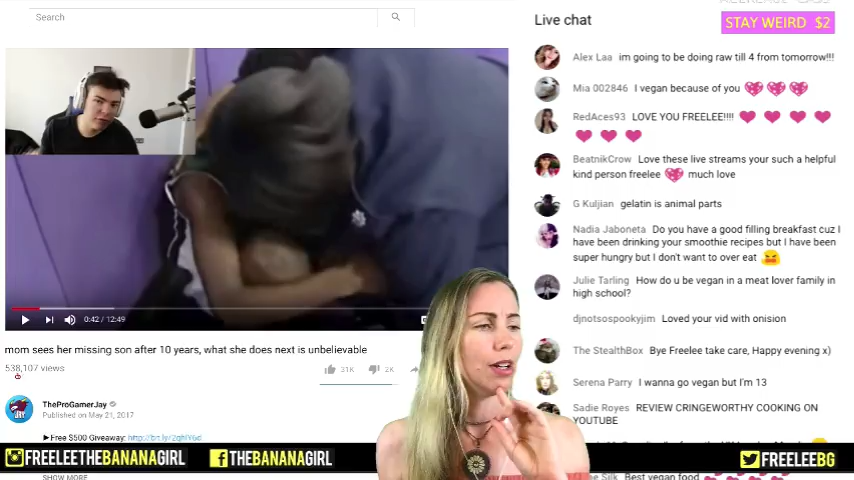 Search
Live chat
STAY WEIRD $2
Alex Laa im going to be doing raw till 4 from tomorrow!!!
Mia 002846 I vegan because of you
RedAces93 LOVE YOU FREELEE!!!!
BeatnikCrow Love these live streams your such a helpful
kind person freelee much love
G Kuljian gelatin is animal parts
Nadia Jaboneta Do you have a good filling breakfast cuz I
have been drinking your smoothie recipes but I have been
super hungry but I don't want to over eat
Julie Tarling How do u be vegan in a meat lover family in
high school?
djnotsospookyjim Loved your vid with onision
The StealthBox Bye Freelee take care, Happy evening x)
Serena Parry I wanna go vegan but I'm 13
Sadie Royes REVIEW CRINGEWORTHY COOKING ON
YOUTUBE
Best vegan food
0:42 / 12:49
mom sees her missing son after 10 years, what she does next is unbelievable
538,107 views
31K
2K
JAY
TheProGamerJay
Published on May 21, 2017
►Free $500 Giveaway:
SHOW MORE
FREELEETHEBANANAGIRL
THEBANANAGIRL
FREELEEBG